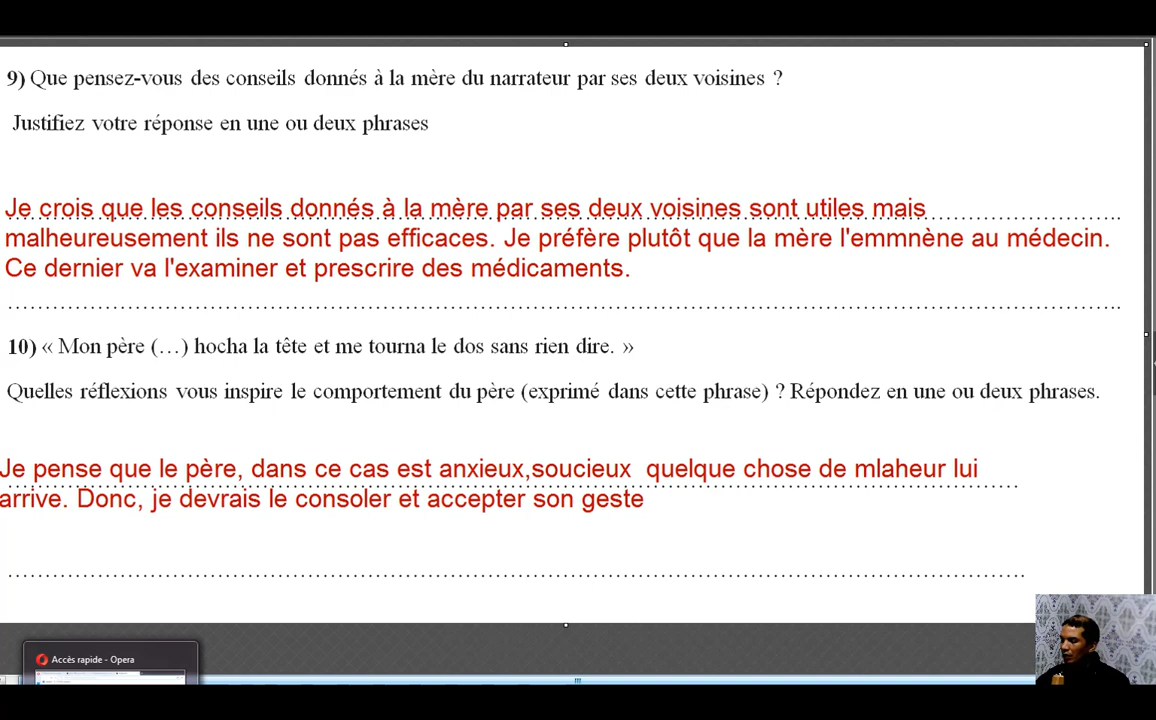 9) Que pensez-vous des conseils donnés à la mère du narrateur par ses deux voisines ?
Justifiez votre réponse en une ou deux phrases
Je crois que les conseils donnés à la mère par ses deux voisines sont utiles mais
malheureusement ils ne sont pas efficaces. Je préfère plutôt que la mère l'emmnène au médecin.
Ce dernier va l'examiner et prescrire des médicaments.
10) « Mon père (…) hocha la tête et me tourna le dos sans rien dire. »
Quelles réflexions vous inspire le comportement du père (exprimé dans cette phrase) ? Répondez en une ou deux phrases.
Je pense que le père, dans ce cas est anxieux,soucieux quelque chose de mlaheur lui
arrive. Donc, je devrais le consoler et accepter son geste
Accès rapide - Opera